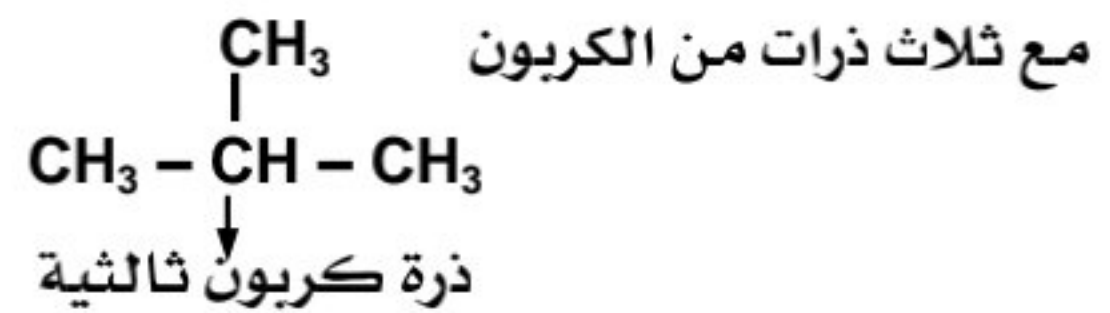 مع ثلاث ذرات من الكربون
CH₃
CH₃ – CH – CH₃
ذرة كربون ثالثية